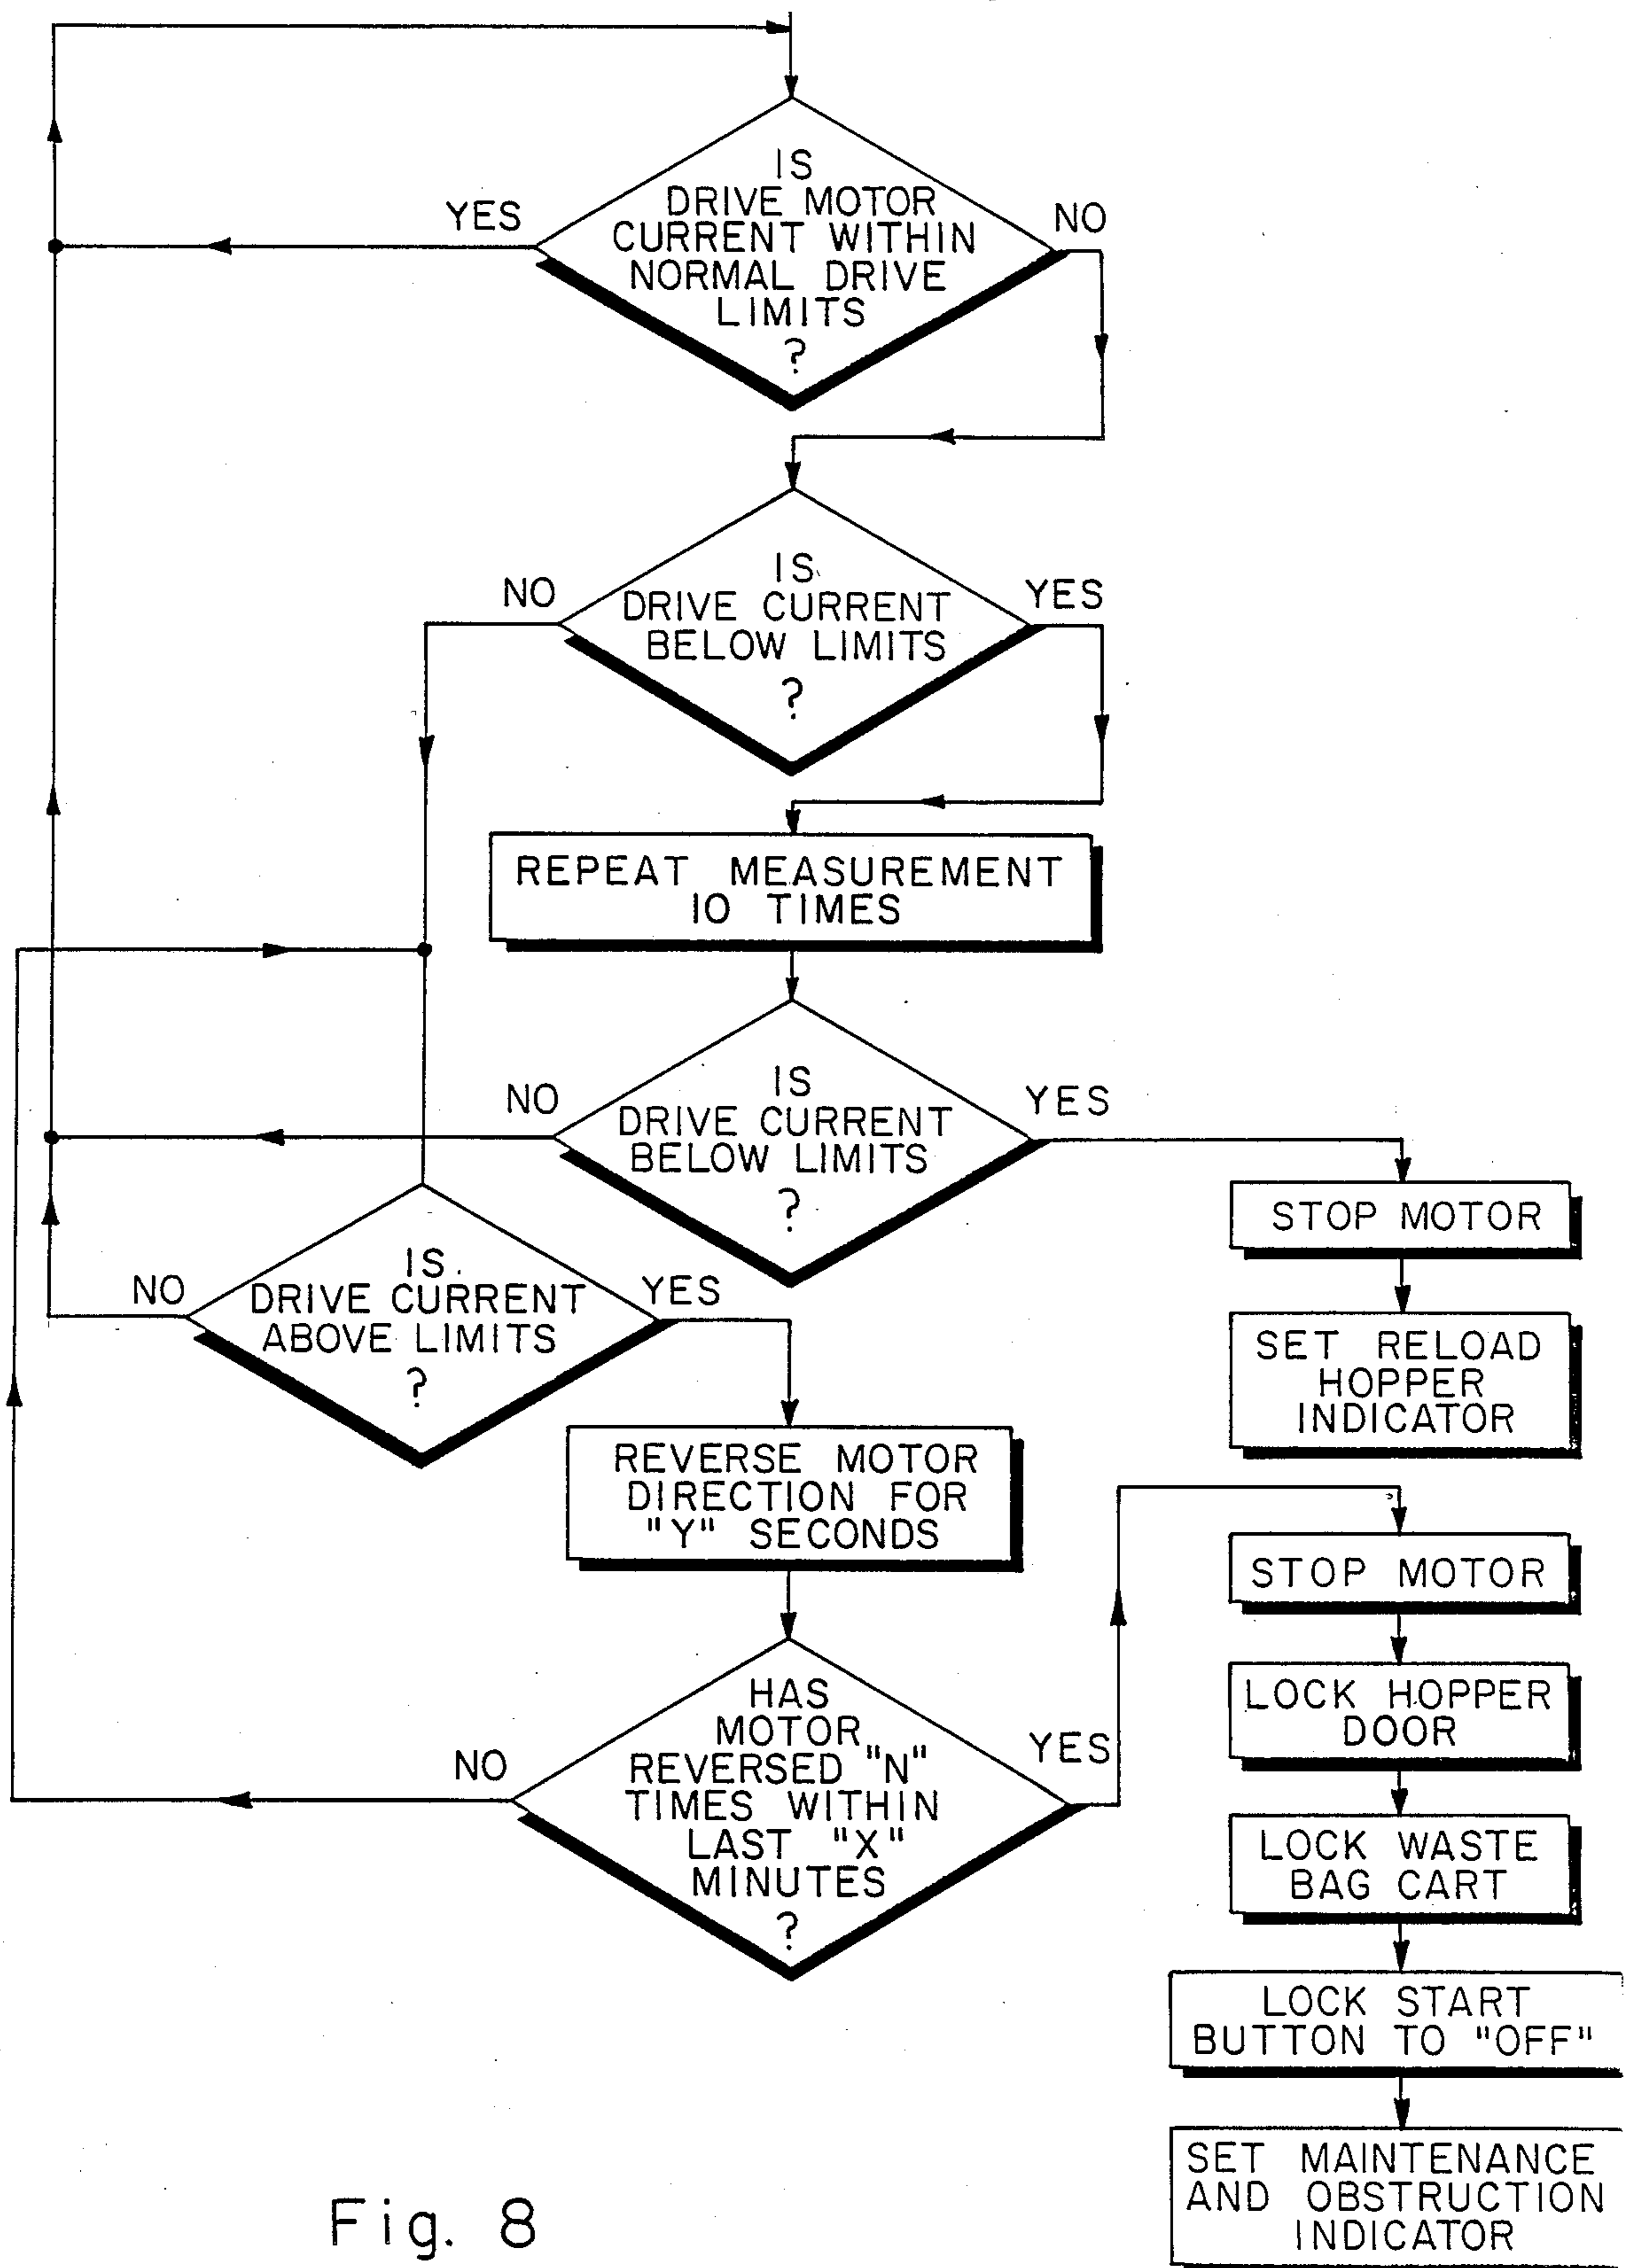 IS
DRIVE MOTOR
CURRENT WITHIN
NORMAL DRIVE
LIMITS
?
YES
NO
IS
DRIVE CURRENT
BELOW LIMITS
?
NO
YES
REPEAT MEASUREMENT
10 TIMES
IS
DRIVE CURRENT
BELOW LIMITS
?
NO
YES
STOP MOTOR
SET RELOAD
HOPPER
INDICATOR
IS
DRIVE CURRENT
ABOVE LIMITS
?
NO
YES
REVERSE MOTOR
DIRECTION FOR
"Y" SECONDS
HAS
MOTOR
REVERSED "N"
TIMES WITHIN
LAST "X"
MINUTES
?
NO
YES
STOP MOTOR
LOCK HOPPER
DOOR
LOCK WASTE
BAG CART
LOCK START
BUTTON TO "OFF"
SET MAINTENANCE
AND OBSTRUCTION
INDICATOR
Fig. 8